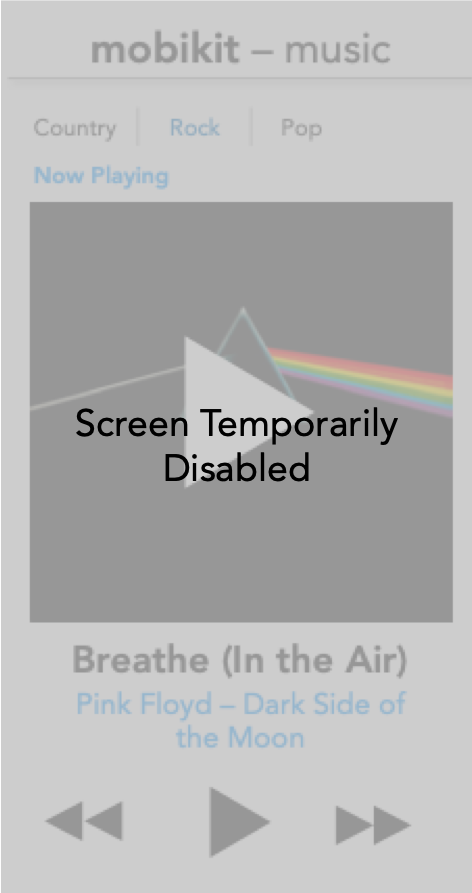 mobikit – music
Country Rock Pop
Now Playing
Screen Temporarily
Disabled
Breathe (In the Air)
Pink Floyd – Dark Side of
the Moon